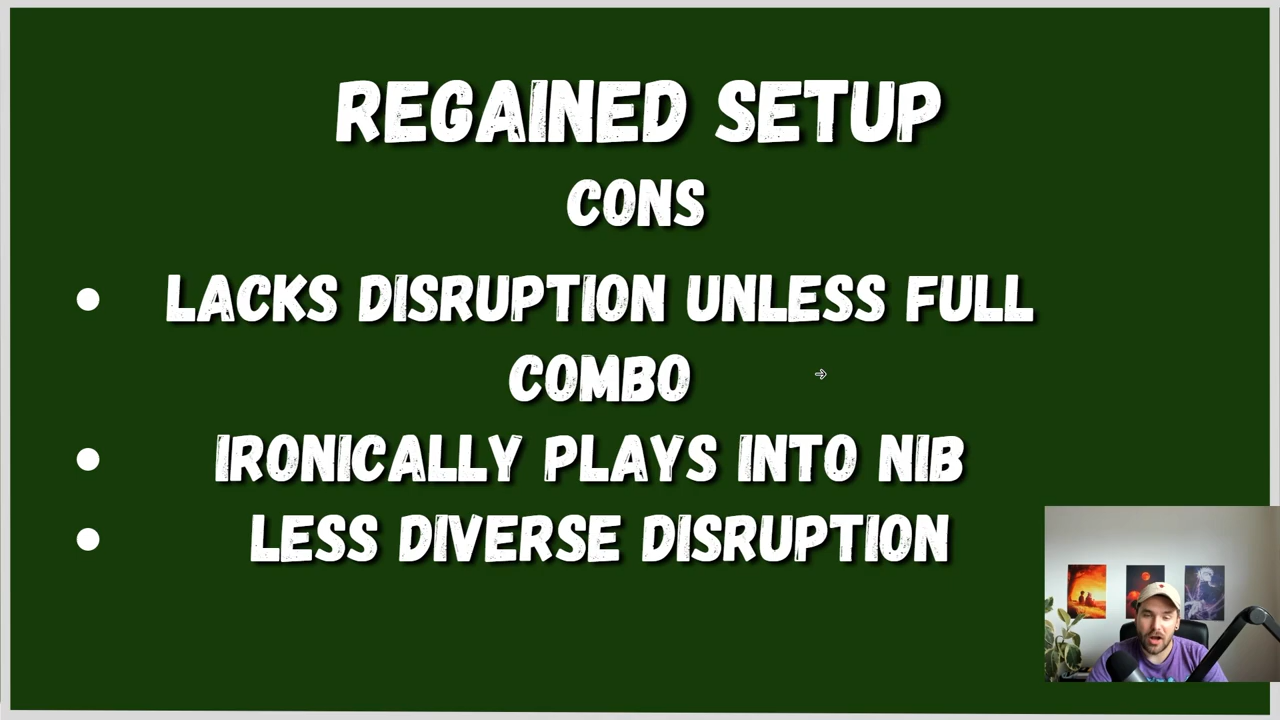 REGAINED SETUP
CONS
• LACKS DISRUPTION UNLESS FULL
COMBO
• IRONICALLY PLAYS INTO NIB
• LESS DIVERSE DISRUPTION